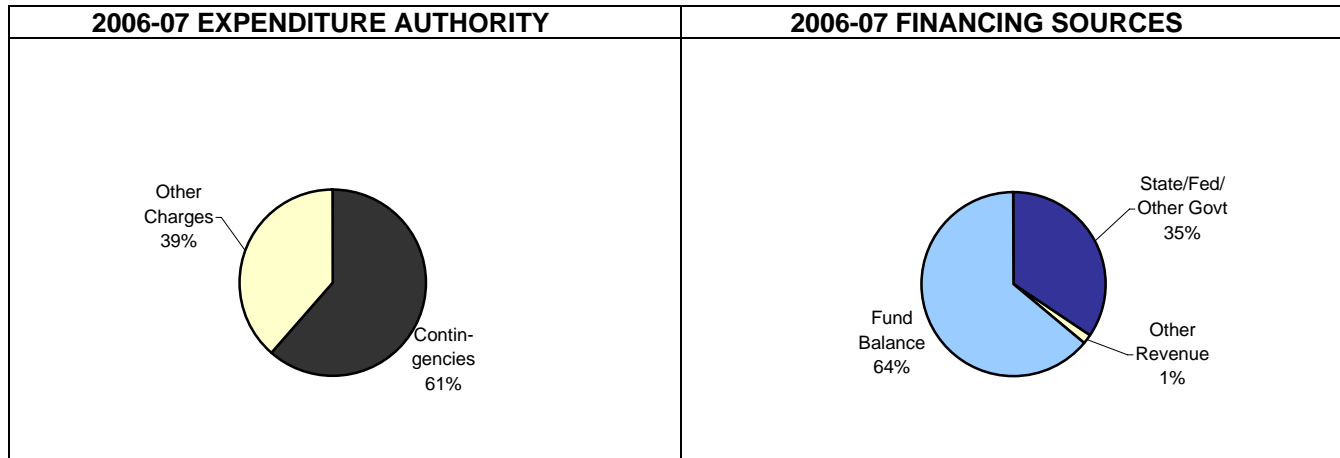 2006-07 EXPENDITURE AUTHORITY
2006-07 FINANCING SOURCES
Other
Charges
39%
Contin-
gencies
61%
State/Fed/
Other Govt
35%
Other
Revenue
1%
Fund
Balance
64%